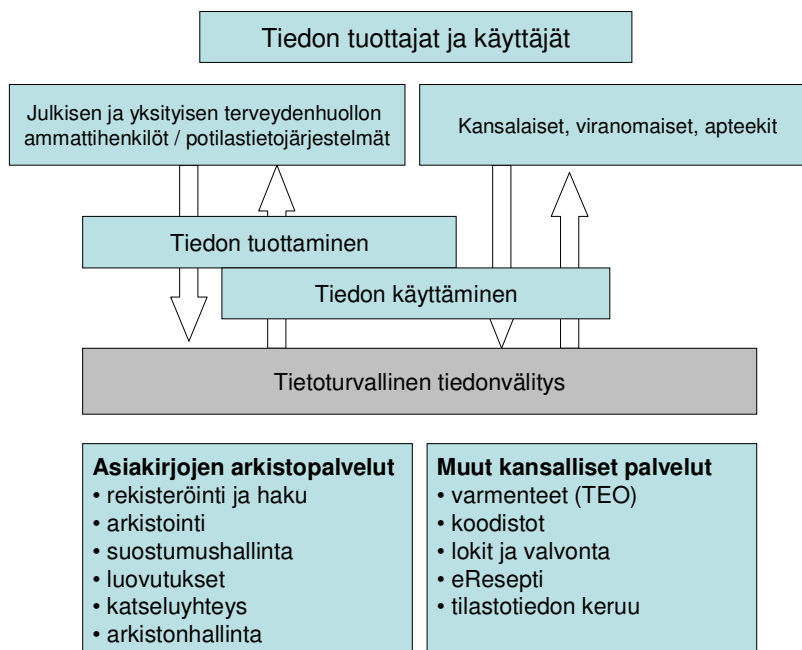 Tiedon tuottajat ja käyttäjät
Julkisen ja yksityisen terveydenhuollon
ammattihenkilöt / potilastietojärjestelmät
Kansalaiset, viranomaiset, apteekit
Tiedon tuottaminen
Tiedon käyttäminen
Tietoturvallinen tiedonvälitys
Asiakirjojen arkistopalvelut
• rekisteröinti ja haku
• arkistointi
• suostumushallinta
• luovutukset
• katseluyhteys
• arkistonhallinta
Muut kansalliset palvelut
• varmenteet (TEO)
• koodistot
• lokit ja valvonta
• eResepti
• tilastotiedon keruu